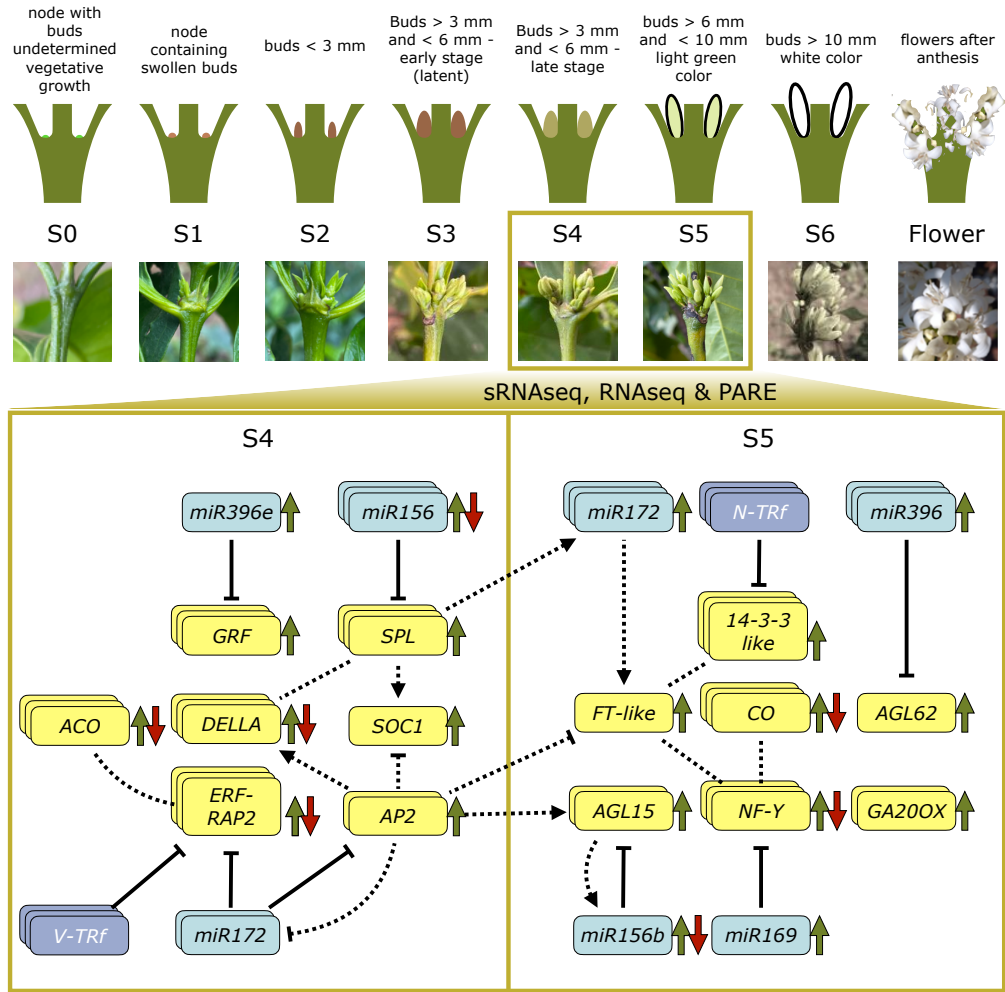 node with
buds
undetermined
vegetative
growth
node
containing
swollen buds
buds < 3 mm
Buds > 3 mm
and < 6 mm -
early stage
(latent)
Buds > 3 mm
and < 6 mm -
late stage
buds > 6 mm
and < 10 mm
light green
color
buds > 10 mm
white color
flowers after
anthesis
S0
S1
S2
S3
S4
S5
S6
Flower
sRNAseq, RNAseq & PARE
S4
S5
miR396e
miR156
miR172
N-TRf
miR396
GRF
SPL
14-3-3
like
ACO
DELLA
SOC1
FT-like
CO
AGL62
ERF-
RAP2
AP2
AGL15
NF-Y
GA20OX
V-TRf
miR172
miR156b
miR169